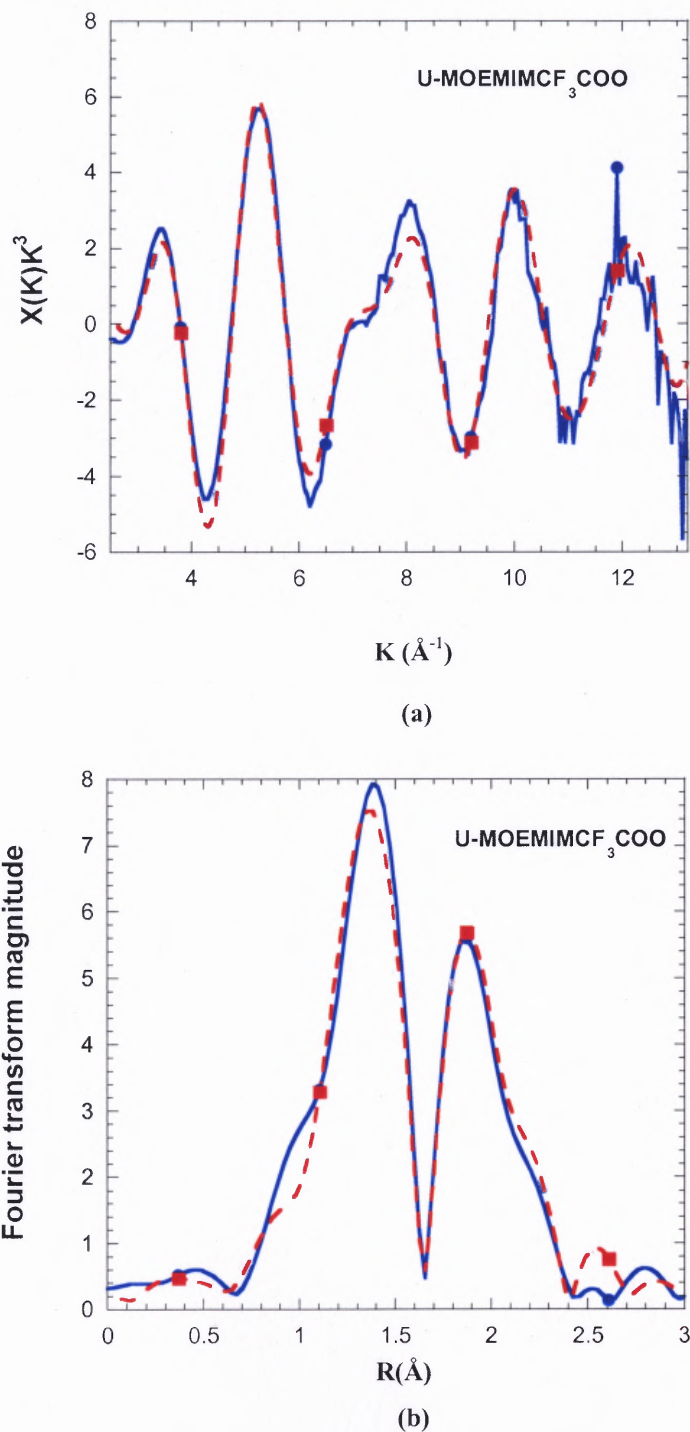 8
6
4
2
0
-2
-4
-6
X(K)K³
U-MOEMIMCF₃COO
4 6 8 10 12
K (Å⁻¹)
(a)
8
7
6
5
4
3
2
1
0
Fourier transform magnitude
U-MOEMIMCF₃COO
0 0.5 1 1.5 2 2.5 3
R(Å)
(b)